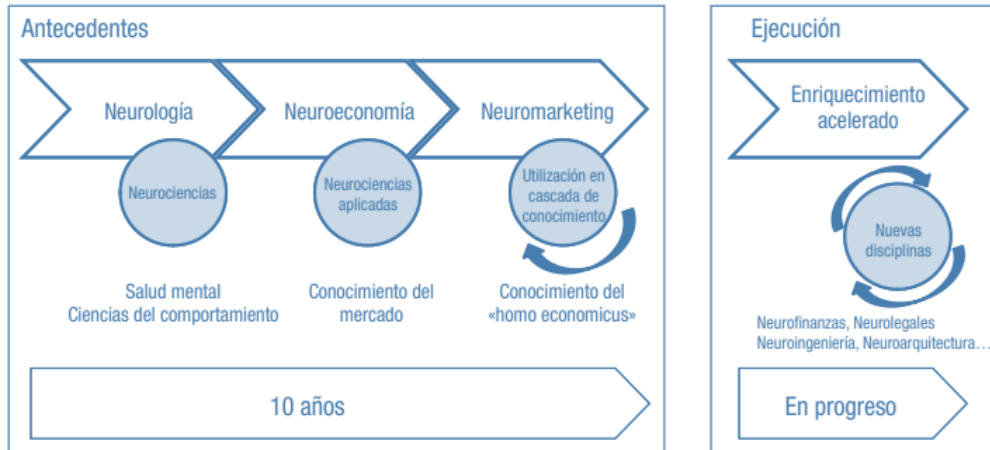 Antecedentes
Neurología
Neuroeconomía
Neuromarketing
Neurociencias
Neurociencias
aplicadas
Utilización en
cascada de
conocimiento
Salud mental
Ciencias del comportamiento
Conocimiento del
mercado
Conocimiento del
«homo economicus»
10 años
Ejecución
Enriquecimiento
acelerado
Nuevas
disciplinas
Neurofinanzas, Neurolegales
Neuroingeniería, Neuroarquitectura…
En progreso